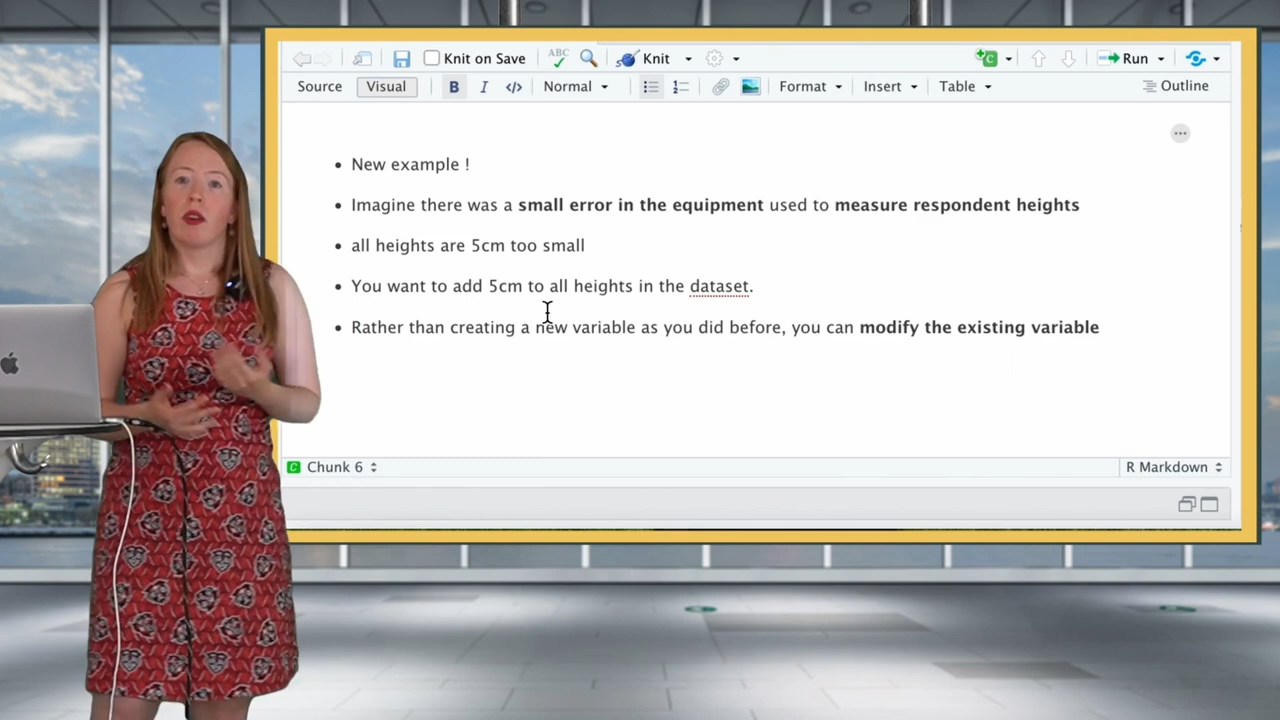 Knit on Save
ABC
Knit
Run
Source
Visual
B
I
</>
Normal
Format
Insert
Table
Outline
New example !
Imagine there was a small error in the equipment used to measure respondent heights
all heights are 5cm too small
You want to add 5cm to all heights in the dataset.
Rather than creating a new variable as you did before, you can modify the existing variable
C Chunk 6
R Markdown